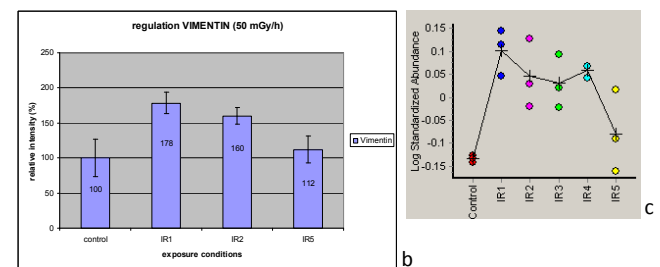 regulation VIMENTIN (50 mGy/h)
relative intensity (%)
250
200
150
100
50
0
100
178
160
112
control
IR1
IR2
IR5
exposure conditions
Vimentin
b
Log Standardized Abundance
0.15
0.1
0.05
0
-0.05
-0.1
-0.15
Control
IR1
IR2
IR3
IR4
IR5
c